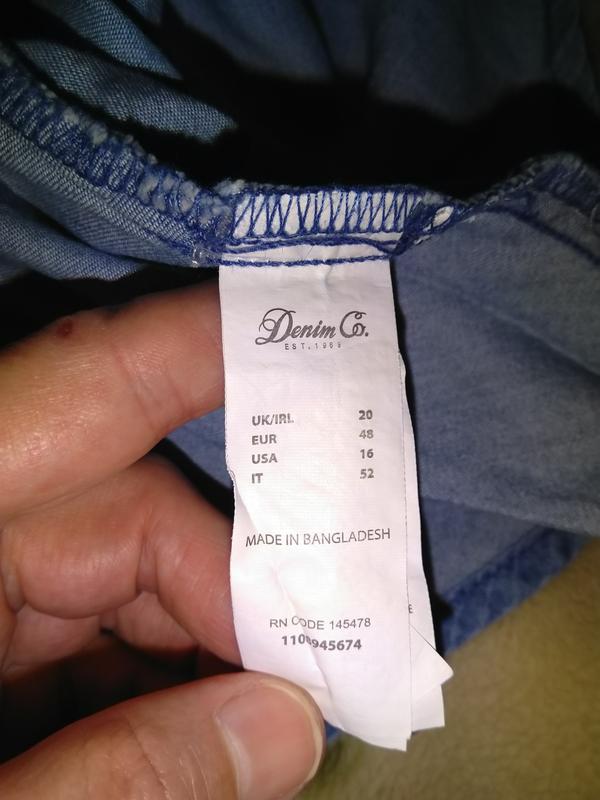 Denim Co.
EST. 1969
UK/IRL 20
EUR 48
USA 16
IT 52
MADE IN BANGLADESH
RN CODE 145478
E